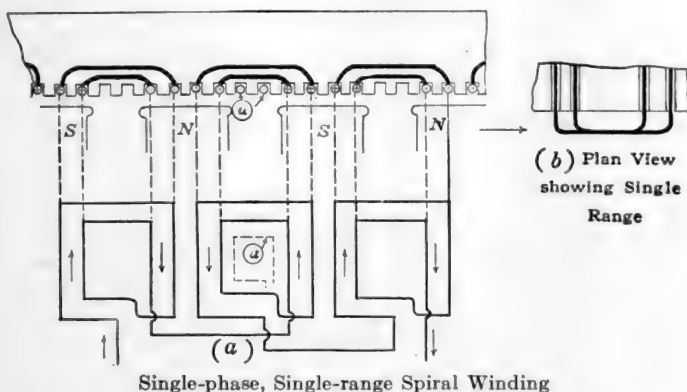 u
S N S N
(b) Plan View
showing Single
Range
a
(a)
Single-phase, Single-range Spiral Winding